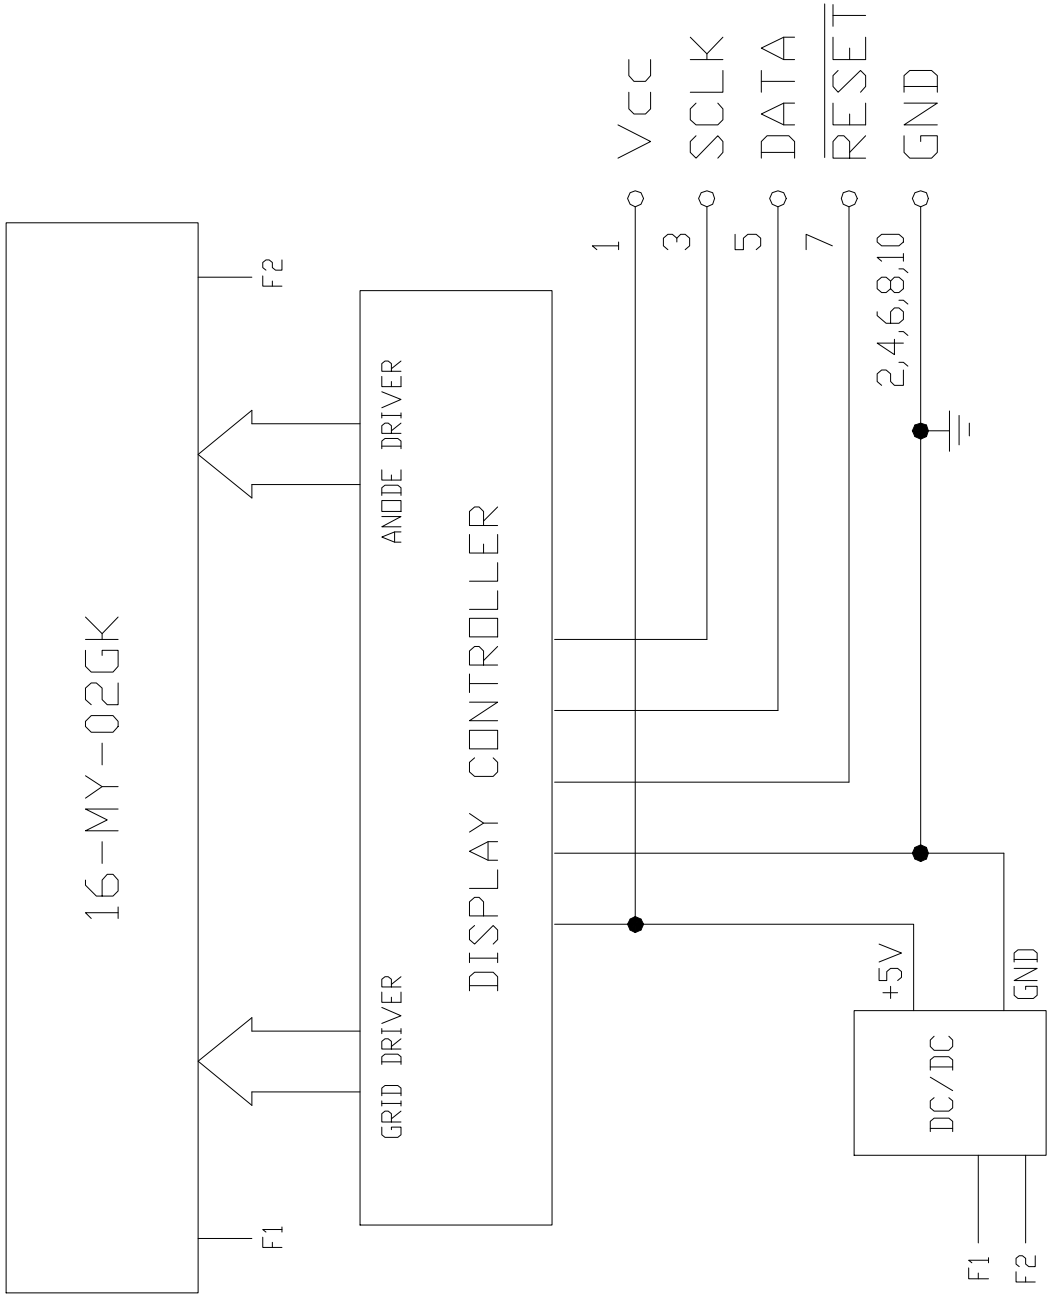 16-MY-02GK
F1
F2
GRID DRIVER
ANODE DRIVER
DISPLAY CONTROLLER
1
Vcc
3
SCLK
5
DATA
7
RESET
2,4,6,8,10
GND
+5V
GND
DC/DC
F1
F2